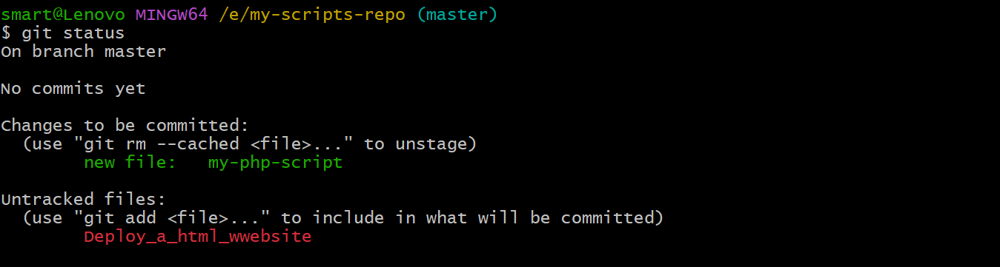 smart@Lenovo MINGW64 /e/my-scripts-repo (master)
$ git status
On branch master
No commits yet
Changes to be committed:
(use "git rm --cached <file>..." to unstage)
new file: my-php-script
Untracked files:
(use "git add <file>..." to include in what will be committed)
Deploy_a_html_wwebsite